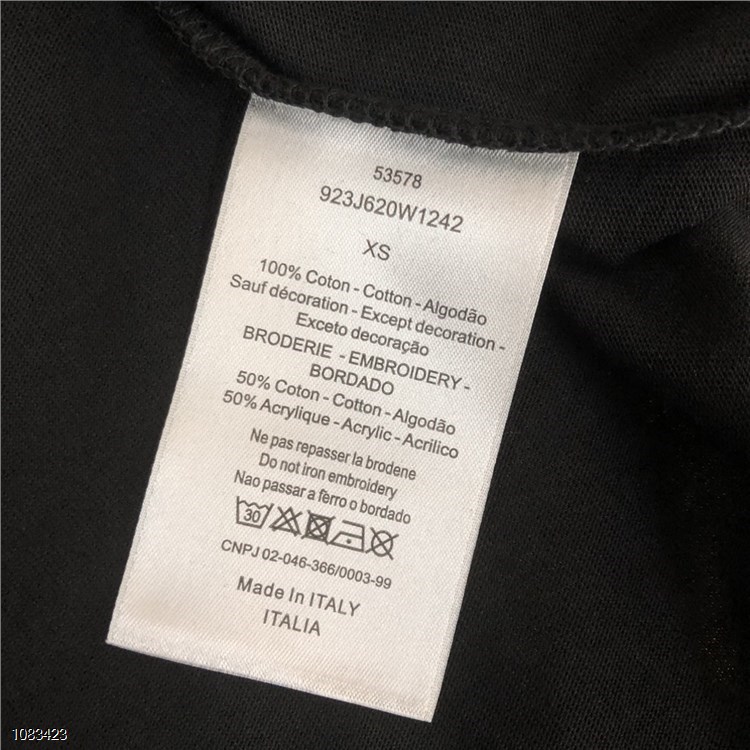 53578
923J620W1242
XS
100% Coton - Cotton - Algodão
Sauf décoration - Except decoration -
Exceto decoração
BRODERIE - EMBROIDERY -
BORDADO
50% Coton - Cotton - Algodão
50% Acrylique - Acrylic - Acrilico
Ne pas repasser la brodene
Do not iron embroidery
Nao passar a ferro o bordado
30
CNPJ 02-046-366/0003-99
Made In ITALY
ITALIA
1083423